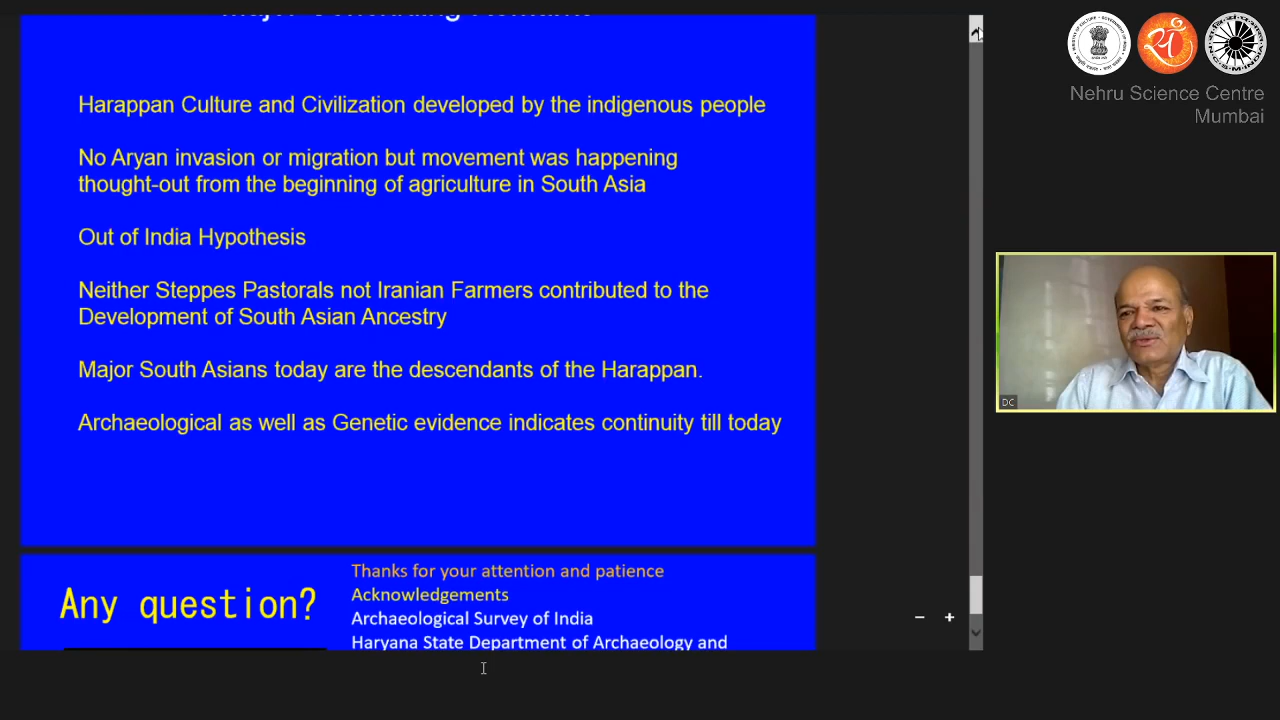 Major Concluding Remarks
Harappan Culture and Civilization developed by the indigenous people
No Aryan invasion or migration but movement was happening
thought-out from the beginning of agriculture in South Asia
Out of India Hypothesis
Neither Steppes Pastorals not Iranian Farmers contributed to the
Development of South Asian Ancestry
Major South Asians today are the descendants of the Harappan.
Archaeological as well as Genetic evidence indicates continuity till today
Any question?
Thanks for your attention and patience
Acknowledgements
Archaeological Survey of India
Haryana State Department of Archaeology and
Nehru Science Centre
Mumbai
DC